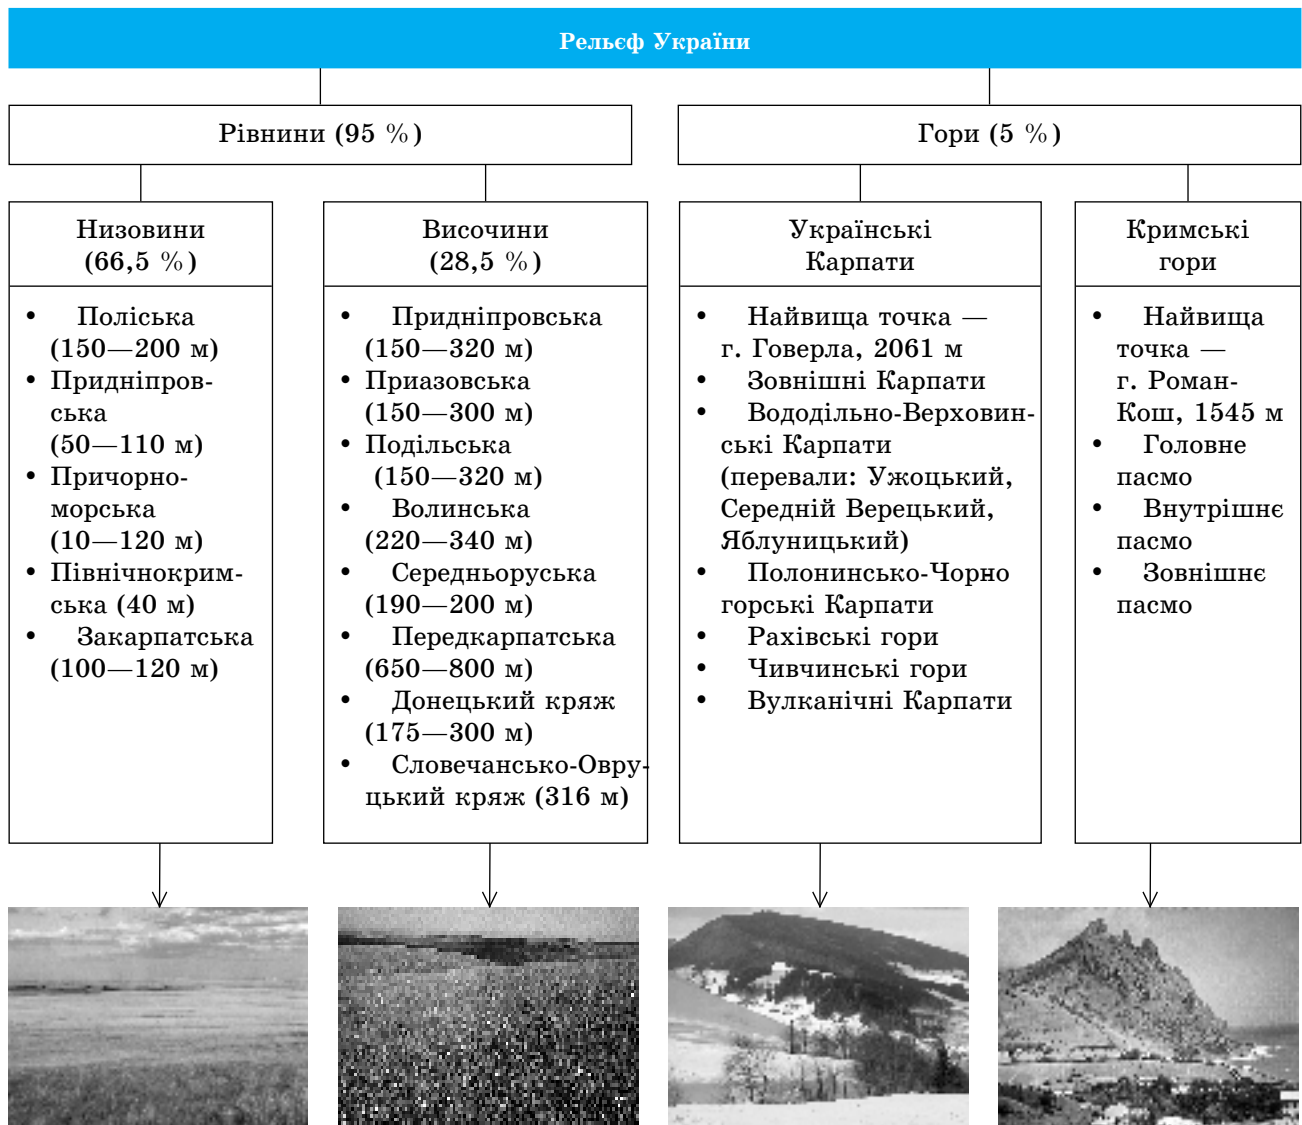 Рельєф України
Рівнини (95 %)
Гори (5 %)
Низовини
(66,5 %)
• Поліська
(150—200 м)
• Придніпров-
ська
(50—110 м)
• Причорно-
морська
(10—120 м)
• Північнокрим-
ська (40 м)
• Закарпатська
(100—120 м)
Височини
(28,5 %)
• Придніпровська
(150—320 м)
• Приазовська
(150—300 м)
• Подільська
(150—320 м)
• Волинська
(220—340 м)
• Середньоруська
(190—200 м)
• Передкарпатська
(650—800 м)
• Донецький кряж
(175—300 м)
• Словечансько-Овру-
цький кряж (316 м)
Українські
Карпати
• Найвища точка —
г. Говерла, 2061 м
• Зовнішні Карпати
• Вододільно-Верховин-
ські Карпати
(перевали: Ужоцький,
Середній Верецький,
Яблуницький)
• Полонинсько-Чорно
горські Карпати
• Рахівські гори
• Чивчинські гори
• Вулканічні Карпати
Кримські
гори
• Найвища
точка —
г. Роман-
Кош, 1545 м
• Головне
пасмо
• Внутрішнє
пасмо
• Зовнішнє
пасмо